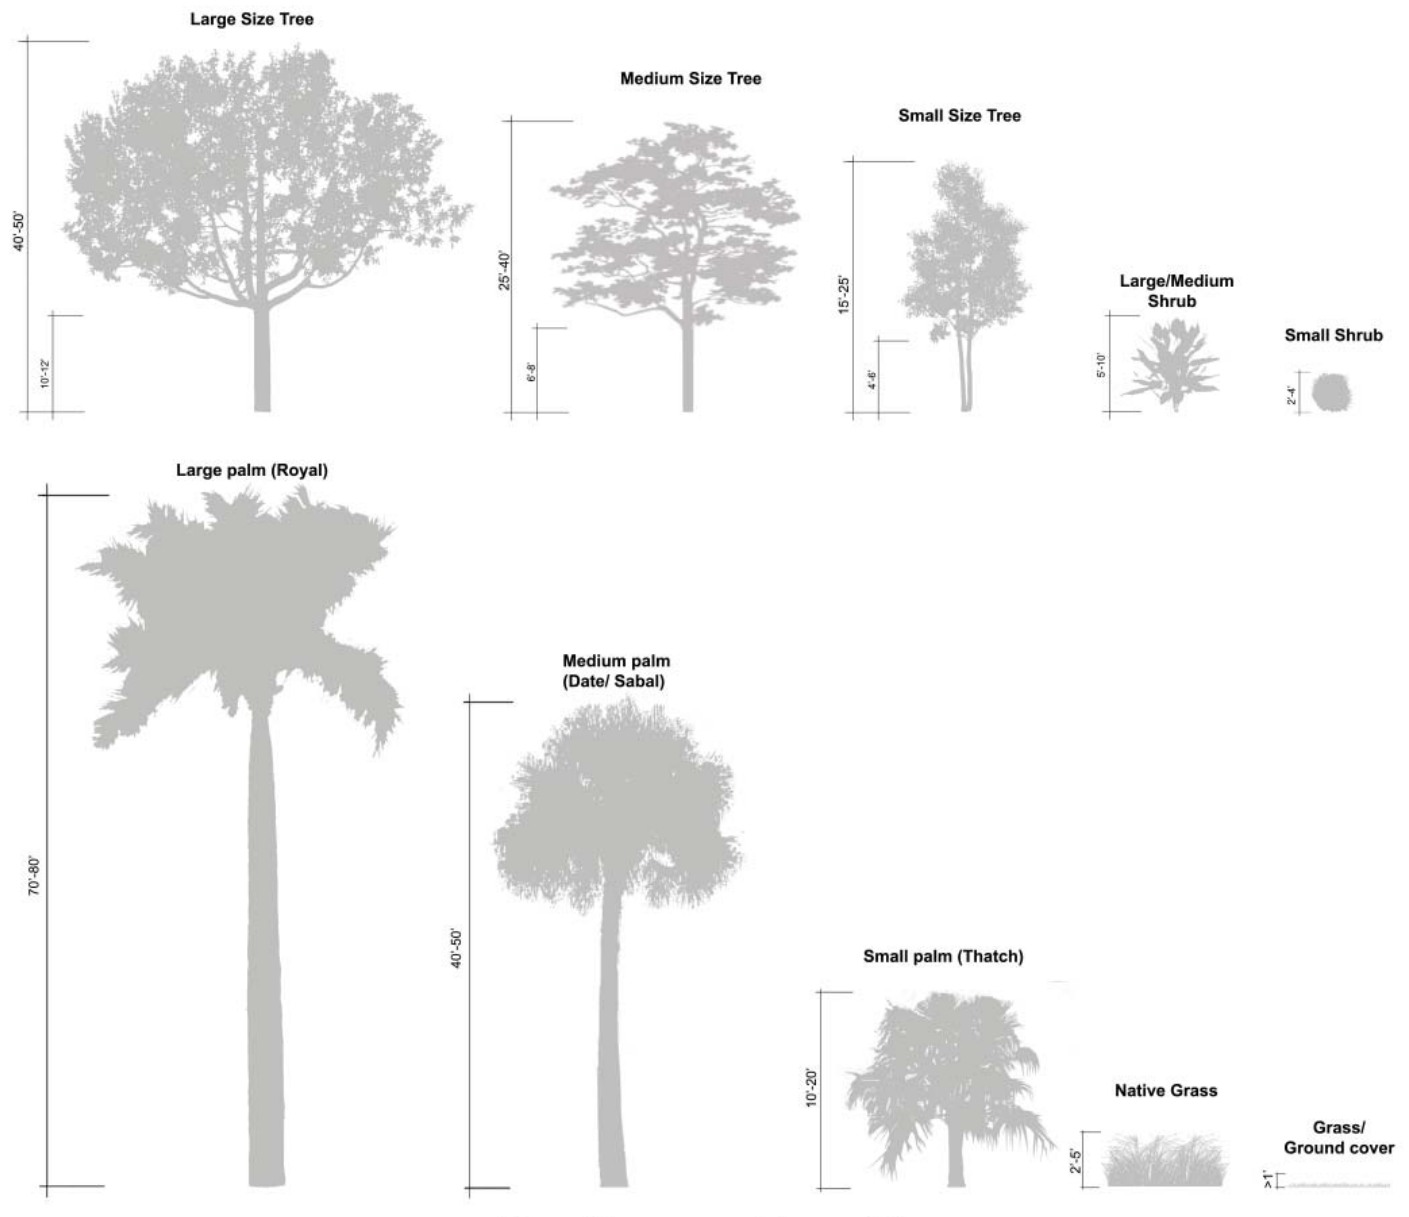 Large Size Tree
40'-50'
10'-12'
Medium Size Tree
25'-40'
6'-8'
Small Size Tree
15'-25'
4'-6'
Large/Medium
Shrub
5'-10'
Small Shrub
2'-4'
Large palm (Royal)
70'-80'
Medium palm
(Date/ Sabal)
40'-50'
Small palm (Thatch)
10'-20'
Native Grass
2'-5'
Grass/
Ground cover
>1'